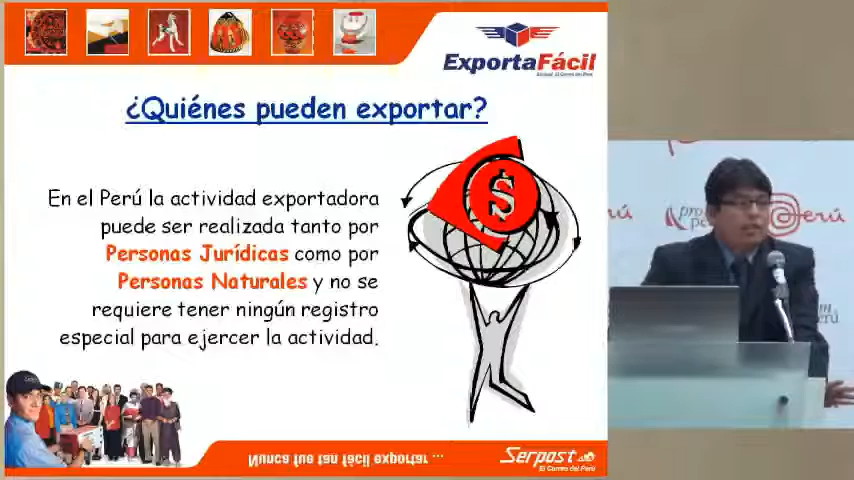 ExportaFácil
¿Quiénes pueden exportar?
En el Perú la actividad exportadora
puede ser realizada tanto por
Personas Jurídicas como por
Personas Naturales y no se
requiere tener ningún registro
especial para ejercer la actividad.
$
Nunca fue tan fácil exportar ...
Serpost
El Correo del Perú
Perú